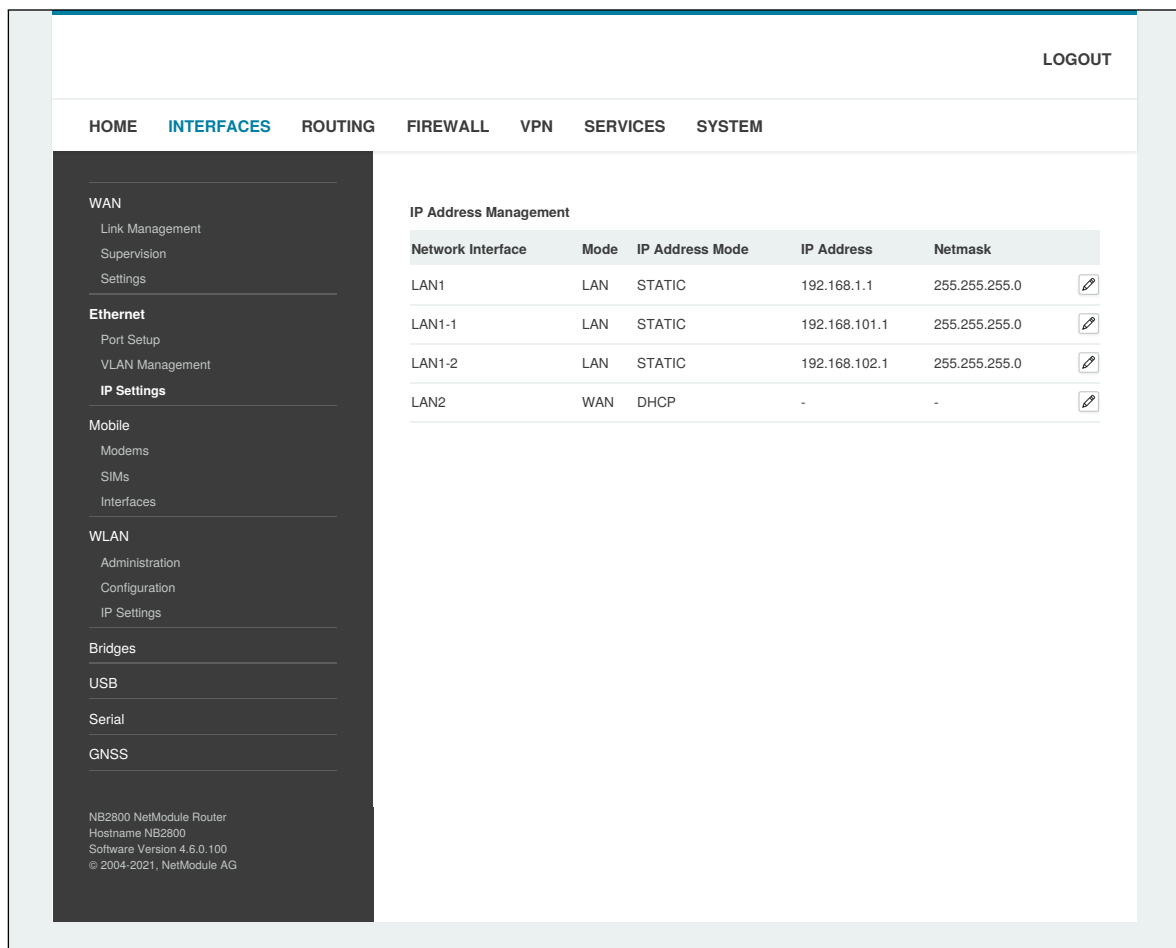 LOGOUT
HOME INTERFACES ROUTING FIREWALL VPN SERVICES SYSTEM
WAN
Link Management
Supervision
Settings
Ethernet
Port Setup
VLAN Management
IP Settings
Mobile
Modems
SIMs
Interfaces
WLAN
Administration
Configuration
IP Settings
Bridges
USB
Serial
GNSS
NB2800 NetModule Router
Hostname NB2800
Software Version 4.6.0.100
© 2004-2021, NetModule AG
IP Address Management
Network Interface Mode IP Address Mode IP Address Netmask
LAN1 LAN STATIC 192.168.1.1 255.255.255.0
LAN1-1 LAN STATIC 192.168.101.1 255.255.255.0
LAN1-2 LAN STATIC 192.168.102.1 255.255.255.0
LAN2 WAN DHCP - -